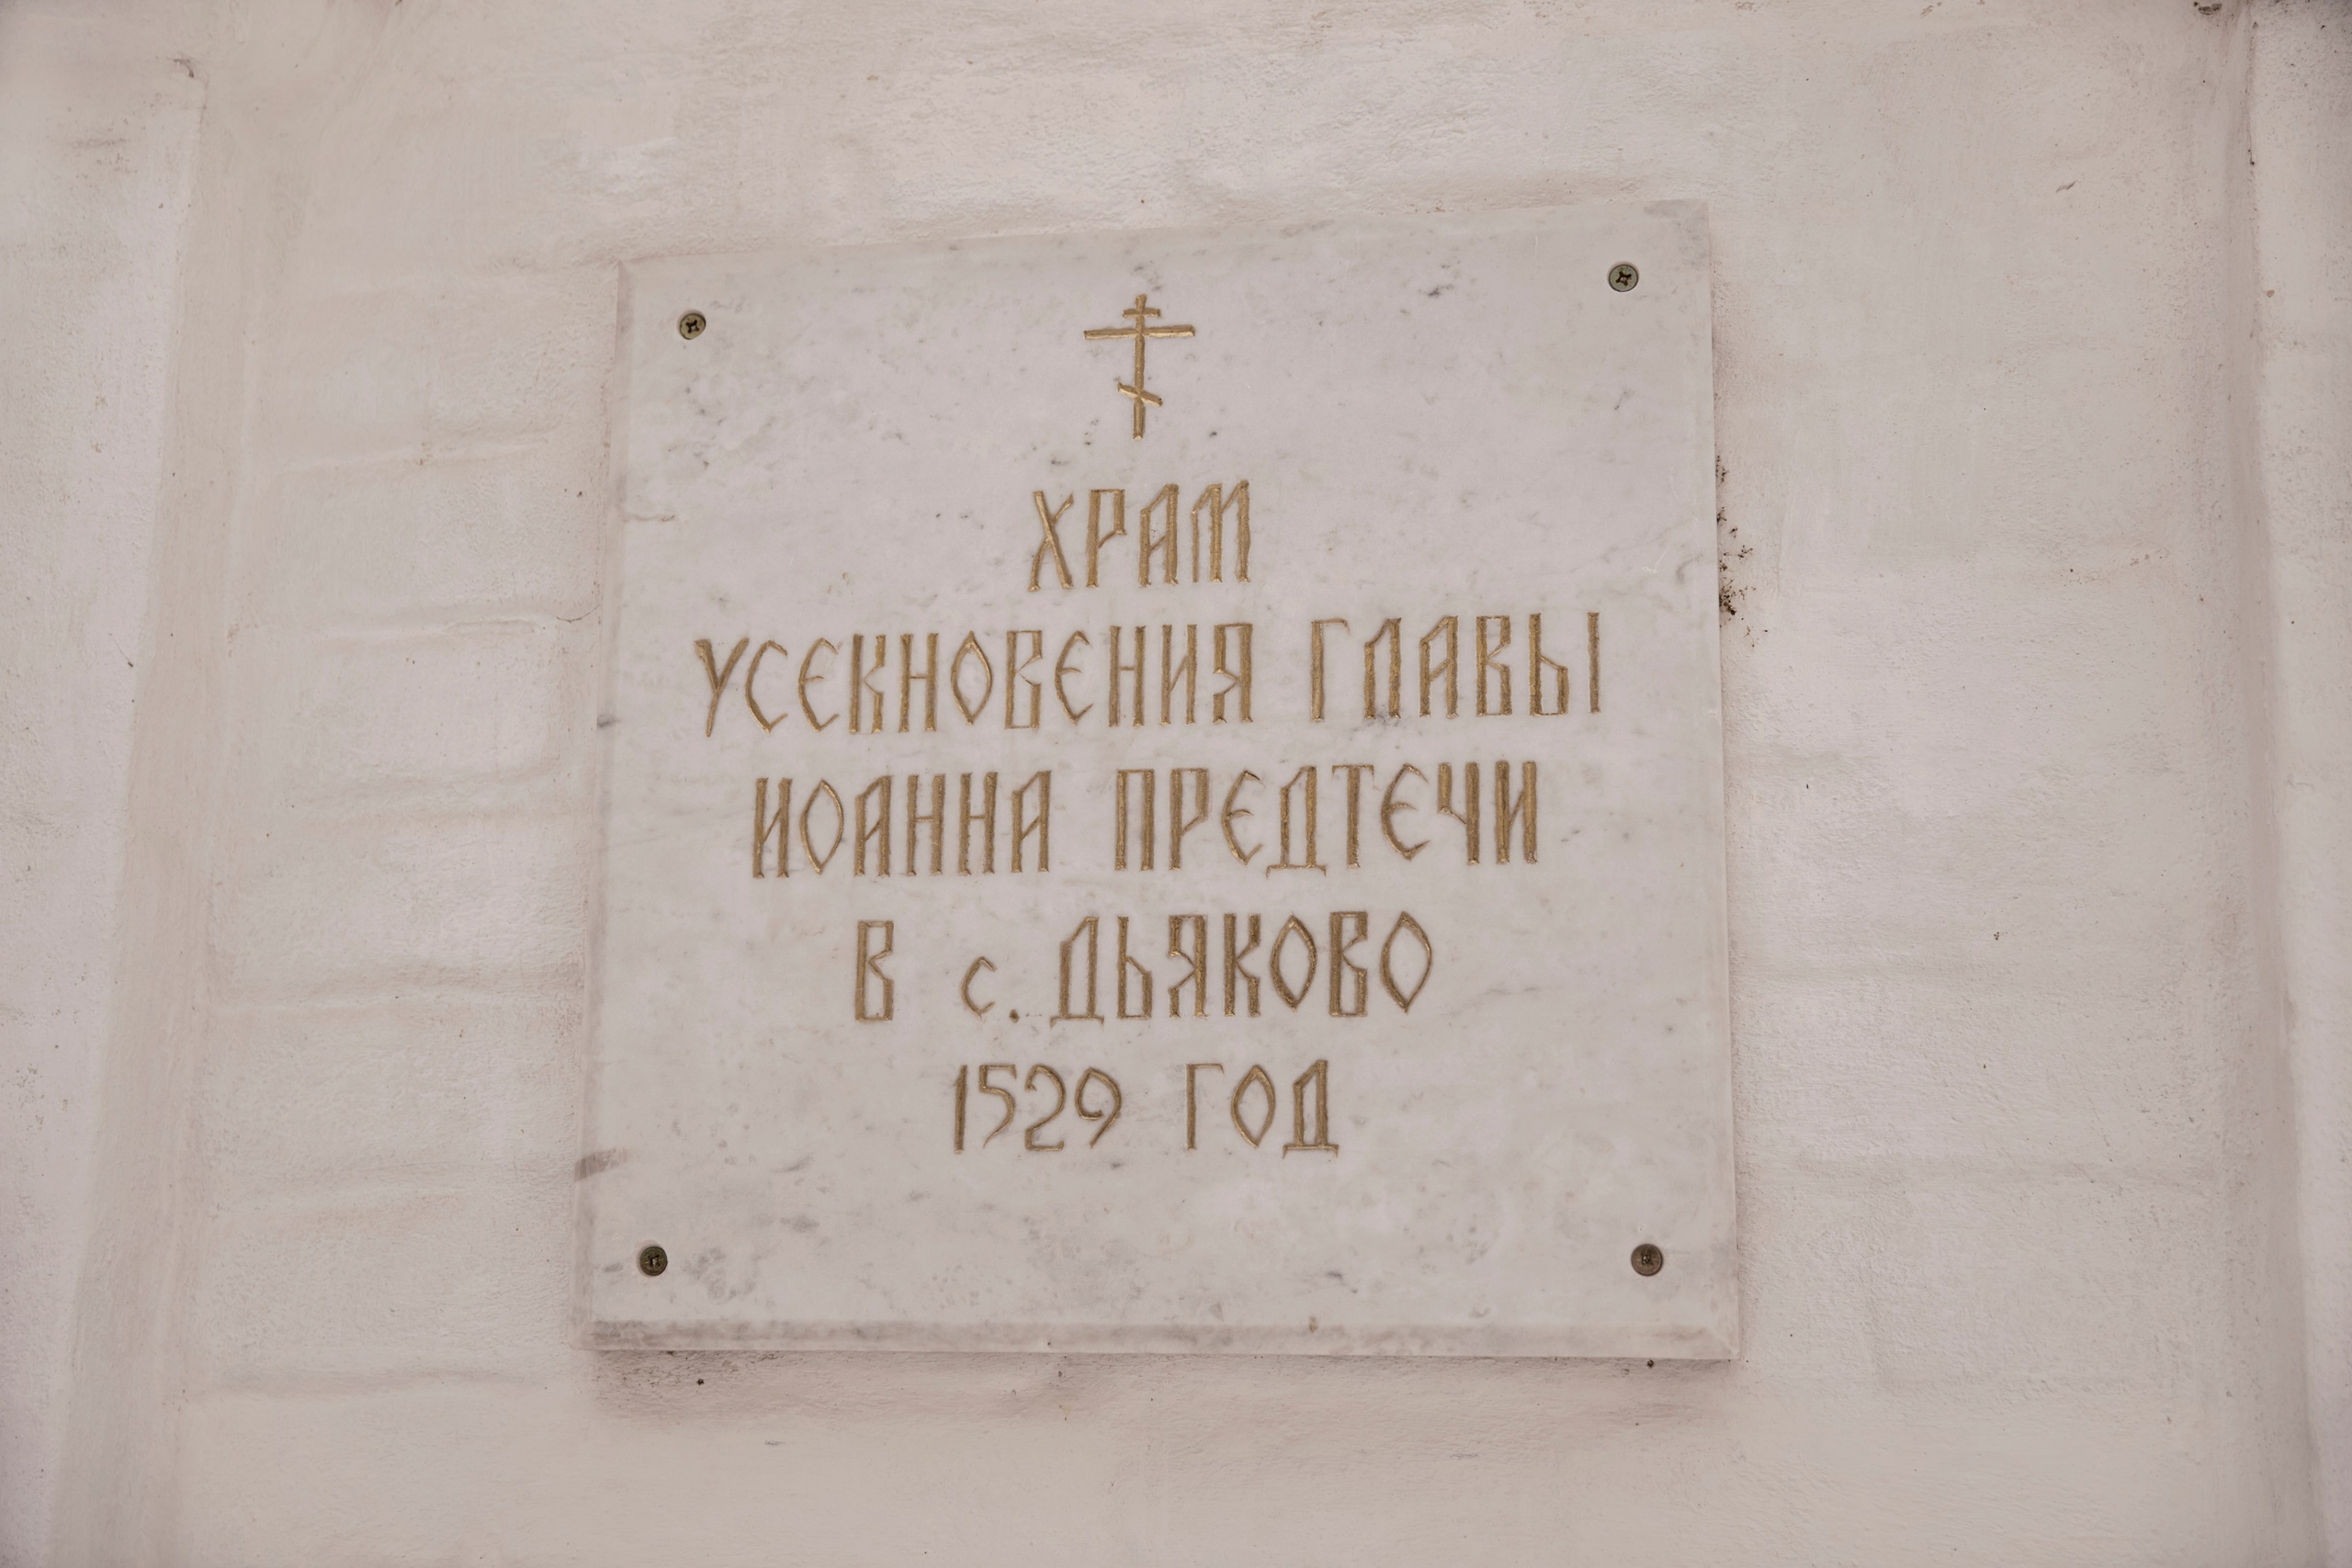 ХРАМ
УСЕКНОВЕНИЯ ГЛАВЫ
ИОАННА ПРЕДТЕЧИ
В с. ДЬЯКОВО
1529 ГОД